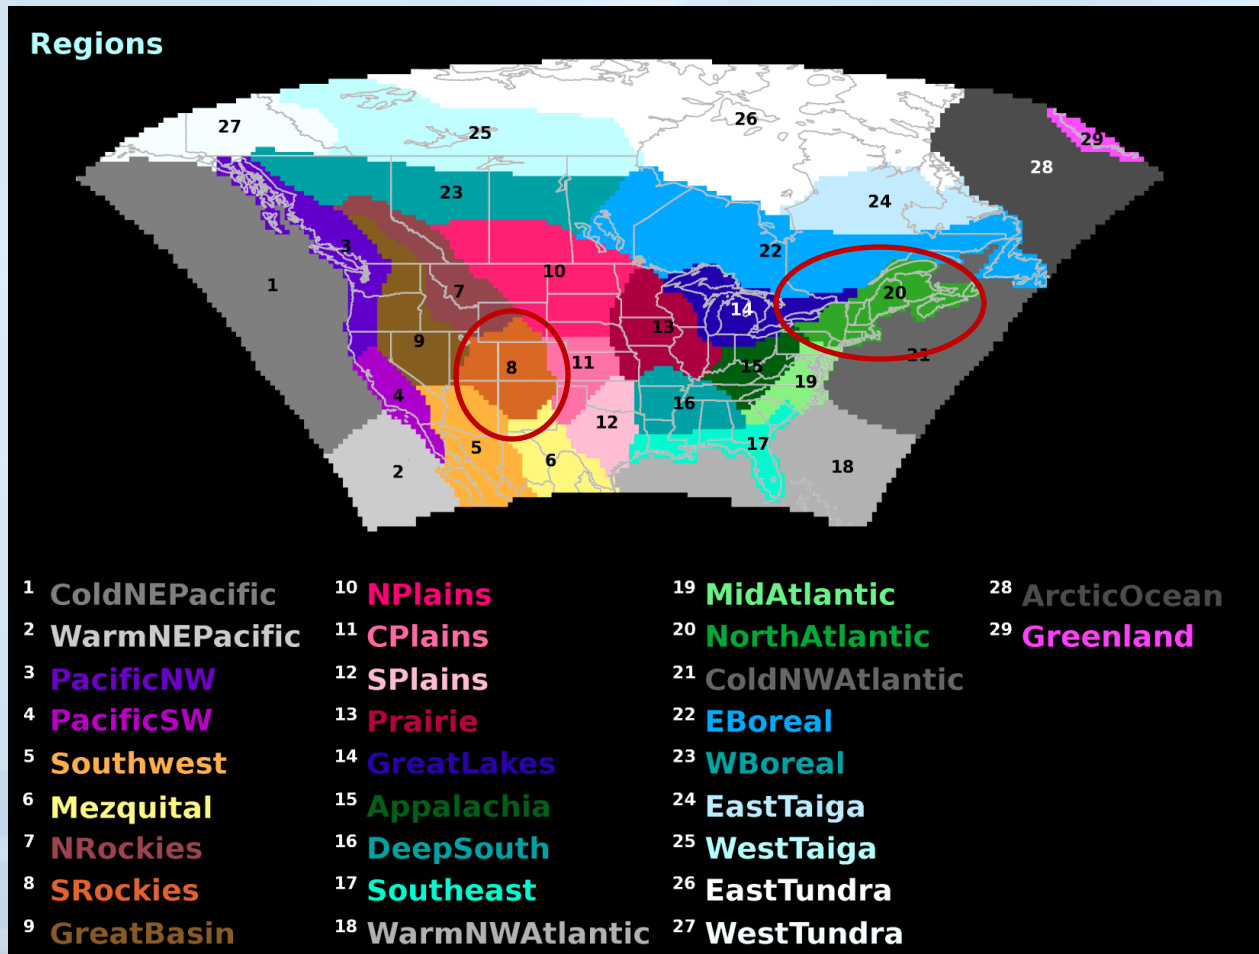 Regions
27
25
26
29
28
23
24
3
22
1
10
7
20
14
13
9
8
11
21
15
4
19
16
12
5
6
17
2
18
1 ColdNEPacific
2 WarmNEPacific
3 PacificNW
4 PacificSW
5 Southwest
6 Mezquital
7 NRockies
8 SRockies
9 GreatBasin
10 NPlains
11 CPlains
12 SPlains
13 Prairie
14 GreatLakes
15 Appalachia
16 DeepSouth
17 Southeast
18 WarmNWAtlantic
19 MidAtlantic
20 NorthAtlantic
21 ColdNWAtlantic
22 EBoreal
23 WBoreal
24 EastTaiga
25 WestTaiga
26 EastTundra
27 WestTundra
28 ArcticOcean
29 Greenland